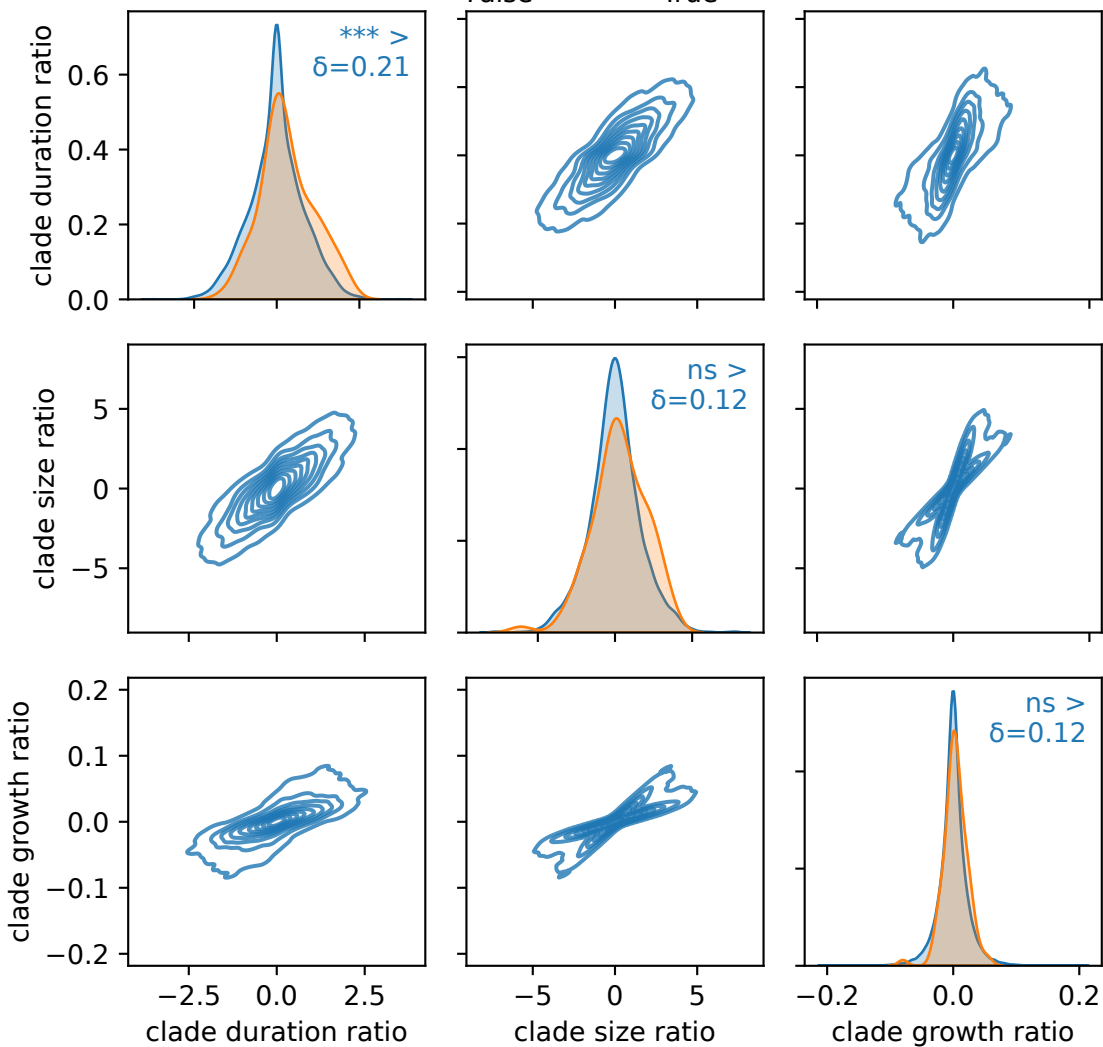 *** >
δ=0.21
clade duration ratio
0.6
0.4
0.2
0.0
ns >
δ=0.12
clade size ratio
5
0
−5
ns >
δ=0.12
clade growth ratio
0.2
0.1
0.0
−0.1
−0.2
−2.5 0.0 2.5 −5 0 5 −0.2 0.0 0.2
clade duration ratio clade size ratio clade growth ratio